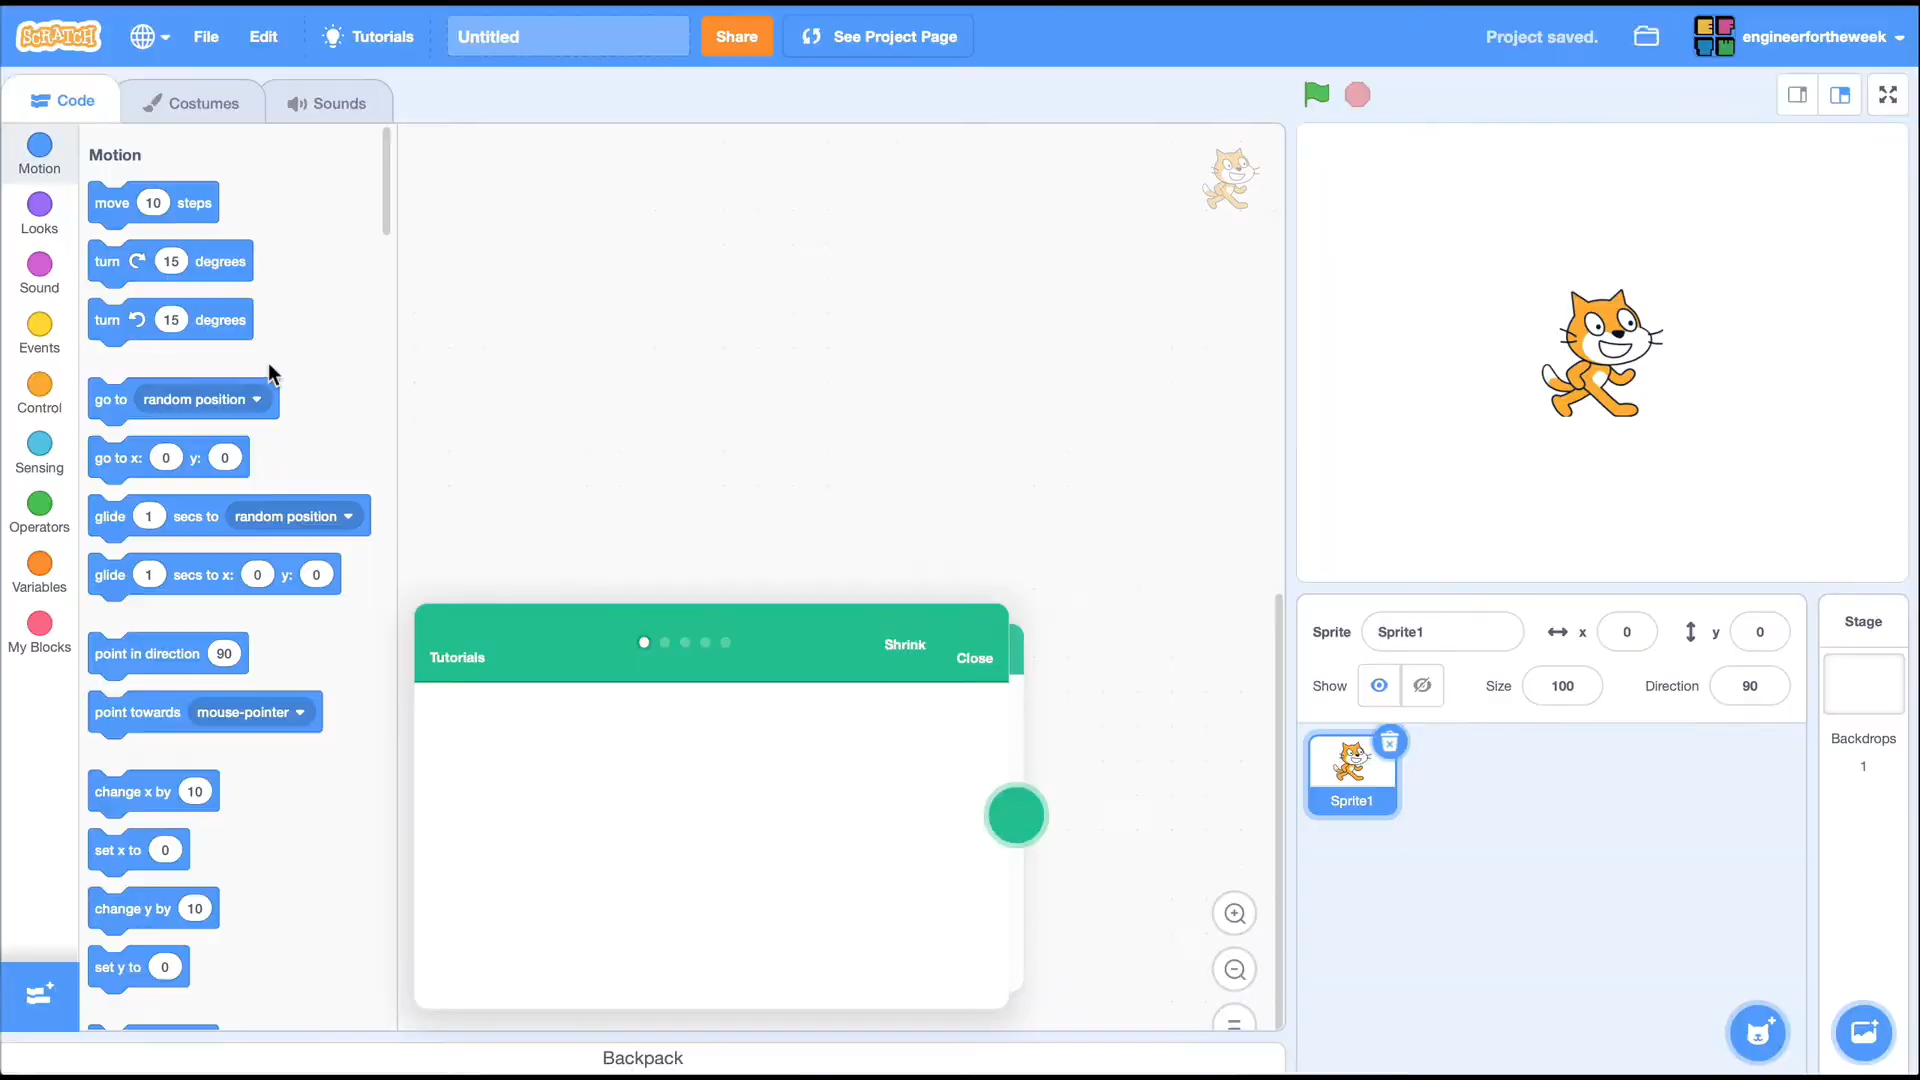 SCRATCH File Edit Tutorials Untitled Share See Project Page Project saved. engineerfortheweek
Code Costumes Sounds
Motion
Looks
Sound
Events
Control
Sensing
Operators
Variables
My Blocks
Motion
move 10 steps
turn 15 degrees
turn 15 degrees
go to random position
go to x: 0 y: 0
glide 1 secs to random position
glide 1 secs to x: 0 y: 0
point in direction 90
point towards mouse-pointer
change x by 10
set x to 0
change y by 10
set y to 0
Tutorials Shrink Close
Backpack
Sprite Sprite1 x 0 y 0
Show Size 100 Direction 90
Sprite1
Stage
Backdrops
1